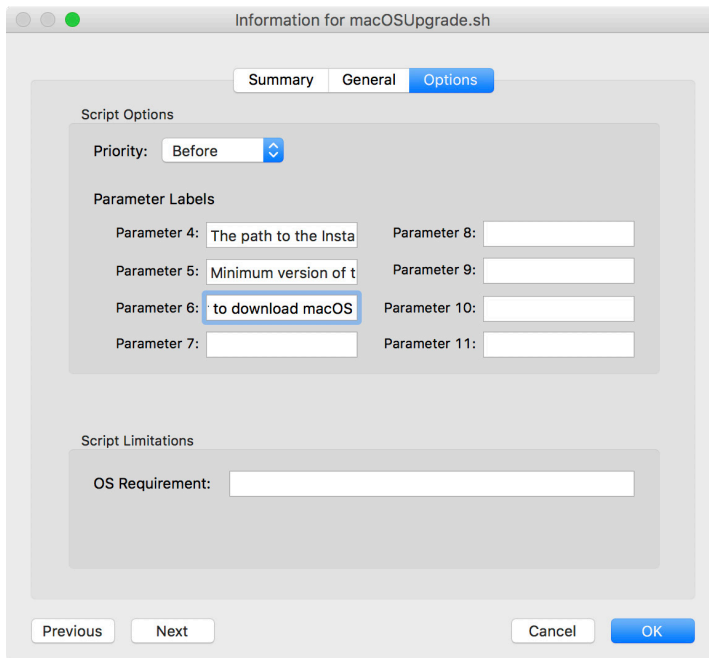 Information for macOSUpgrade.sh
Summary General Options
Script Options
Priority: Before
Parameter Labels
Parameter 4: The path to the Insta Parameter 8:
Parameter 5: Minimum version of t Parameter 9:
Parameter 6: to download macOS Parameter 10:
Parameter 7: Parameter 11:
Script Limitations
OS Requirement:
Previous Next Cancel OK